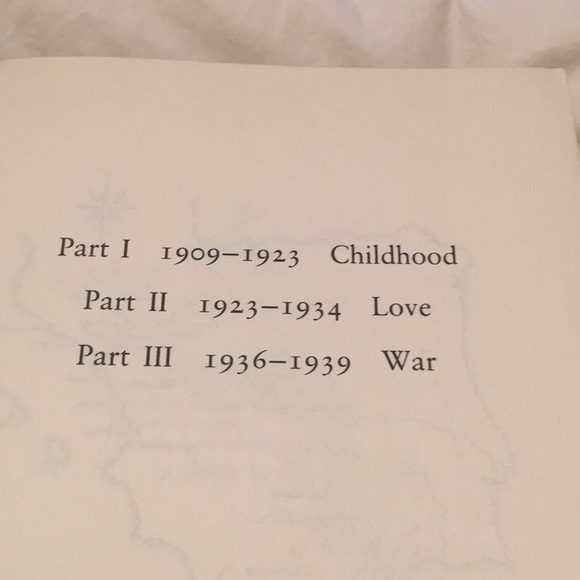 Part I 1909–1923 Childhood
Part II 1923–1934 Love
Part III 1936–1939 War